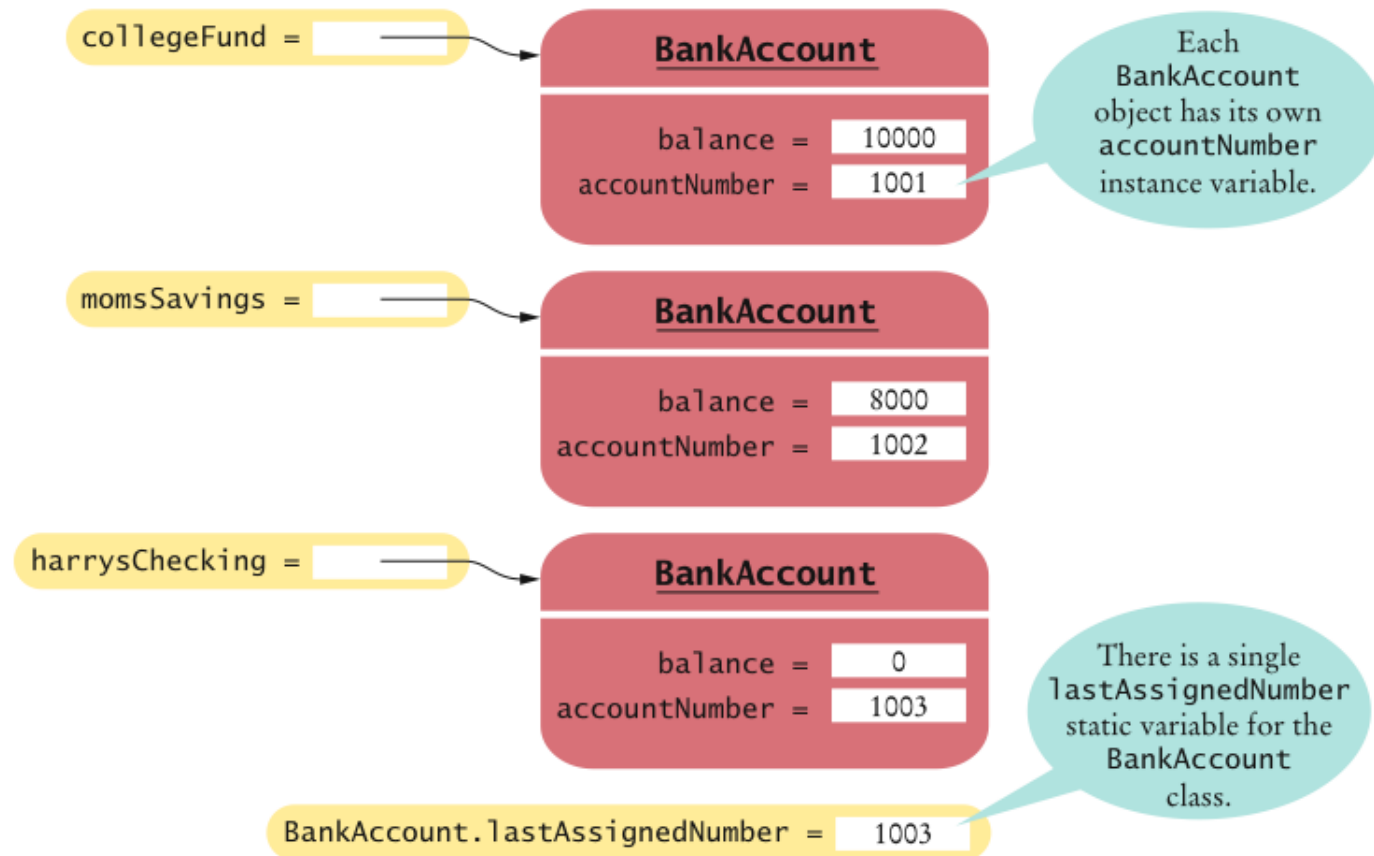 collegeFund =
BankAccount
balance = 10000
accountNumber = 1001
Each
BankAccount
object has its own
accountNumber
instance variable.
momsSavings =
BankAccount
balance = 8000
accountNumber = 1002
harrysChecking =
BankAccount
balance = 0
accountNumber = 1003
There is a single
lastAssignedNumber
static variable for the
BankAccount
class.
BankAccount.lastAssignedNumber = 1003